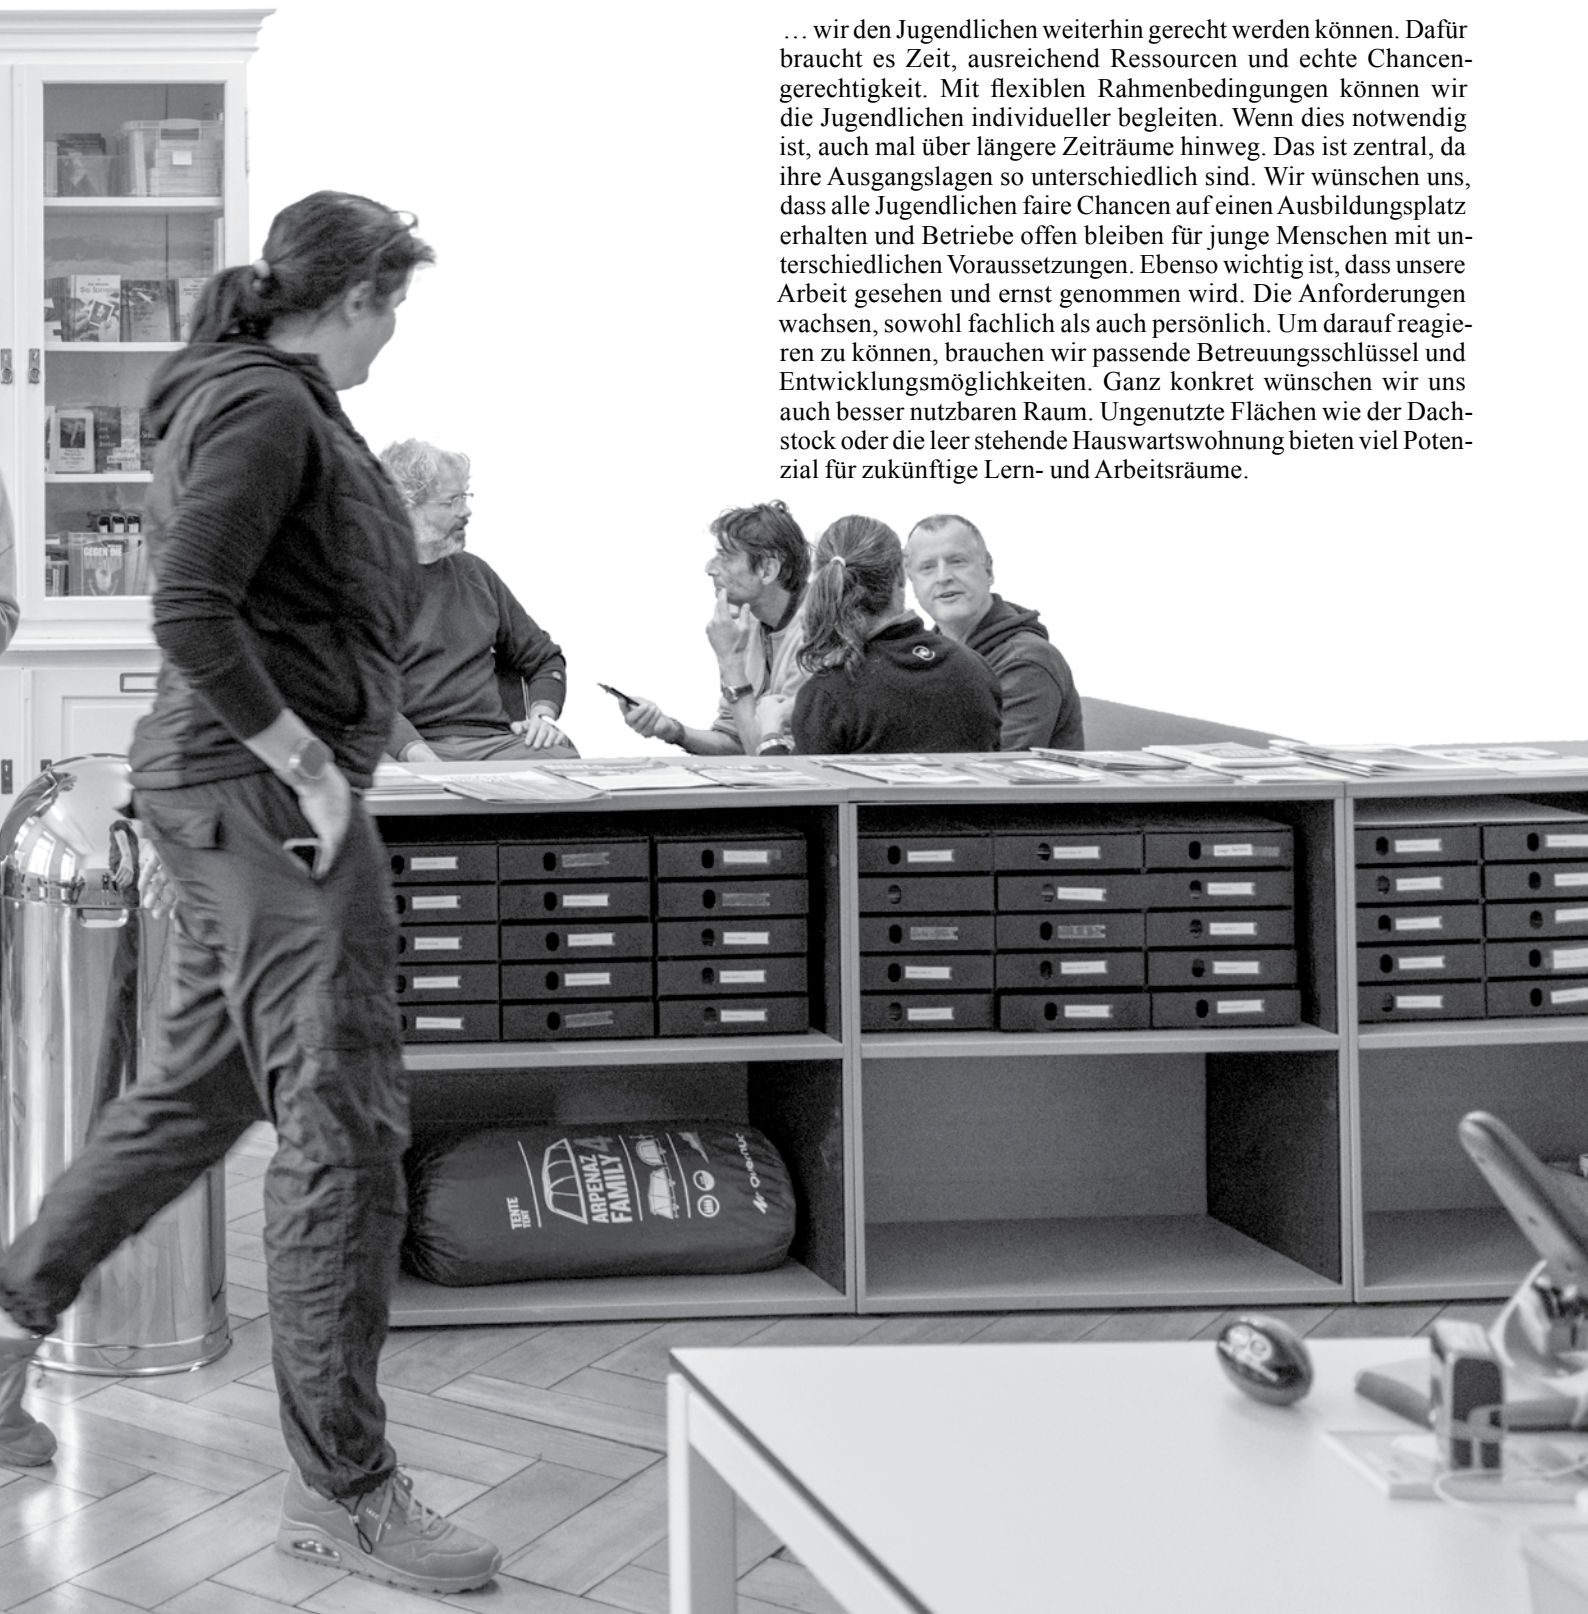 … wir den Jugendlichen weiterhin gerecht werden können. Dafür
braucht es Zeit, ausreichend Ressourcen und echte Chancen-
gerechtigkeit. Mit flexiblen Rahmenbedingungen können wir
die Jugendlichen individueller begleiten. Wenn dies notwendig
ist, auch mal über längere Zeiträume hinweg. Das ist zentral, da
ihre Ausgangslagen so unterschiedlich sind. Wir wünschen uns,
dass alle Jugendlichen faire Chancen auf einen Ausbildungsplatz
erhalten und Betriebe offen bleiben für junge Menschen mit un-
terschiedlichen Voraussetzungen. Ebenso wichtig ist, dass unsere
Arbeit gesehen und ernst genommen wird. Die Anforderungen
wachsen, sowohl fachlich als auch persönlich. Um darauf reagie-
ren zu können, brauchen wir passende Betreuungsschlüssel und
Entwicklungsmöglichkeiten. Ganz konkret wünschen wir uns
auch besser nutzbaren Raum. Ungenutzte Flächen wie der Dach-
stock oder die leer stehende Hauswartswohnung bieten viel Poten-
zial für zukünftige Lern- und Arbeitsräume.
GEGEN DIE
TENTE
TENT
ARPENAZ
FAMILY 4
Quechua